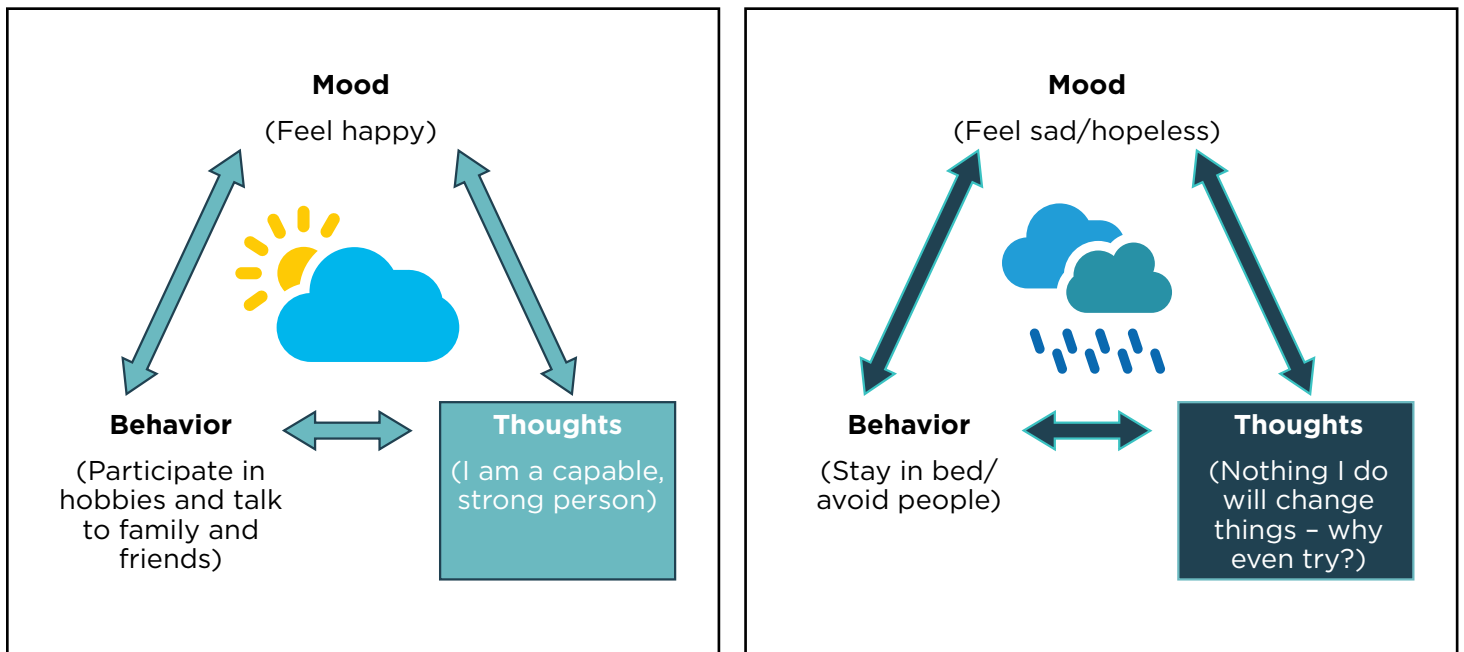 Mood
(Feel happy)
Behavior
(Participate in
hobbies and talk
to family and
friends)
Thoughts
(I am a capable,
strong person)
Mood
(Feel sad/hopeless)
Behavior
(Stay in bed/
avoid people)
Thoughts
(Nothing I do
will change
things – why
even try?)